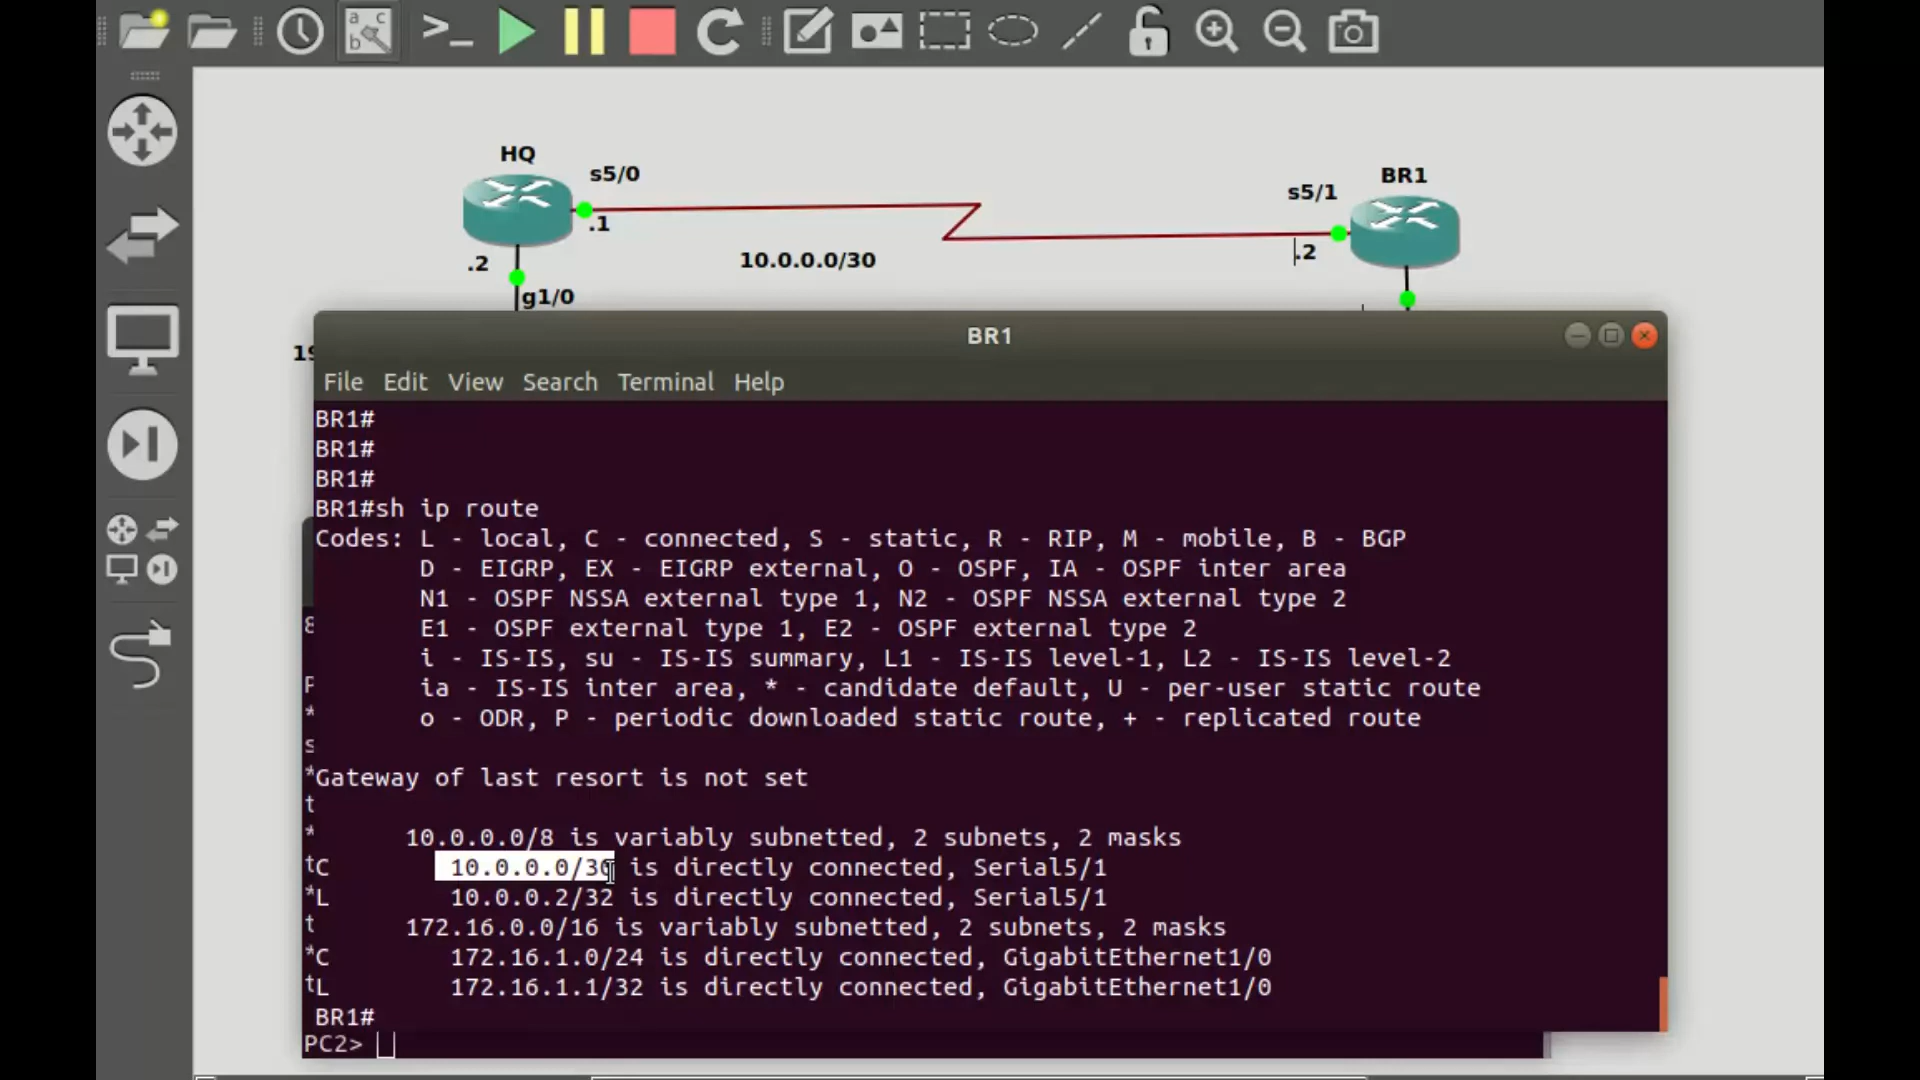 a c
b
HQ
s5/0
BR1
s5/1
.1
.2
10.0.0.0/30
.2
g1/0
19
BR1
File Edit View Search Terminal Help
BR1#
BR1#
BR1#
BR1#sh ip route
Codes: L - local, C - connected, S - static, R - RIP, M - mobile, B - BGP
D - EIGRP, EX - EIGRP external, O - OSPF, IA - OSPF inter area
N1 - OSPF NSSA external type 1, N2 - OSPF NSSA external type 2
E1 - OSPF external type 1, E2 - OSPF external type 2
i - IS-IS, su - IS-IS summary, L1 - IS-IS level-1, L2 - IS-IS level-2
ia - IS-IS inter area, * - candidate default, U - per-user static route
o - ODR, P - periodic downloaded static route, + - replicated route
Gateway of last resort is not set
10.0.0.0/8 is variably subnetted, 2 subnets, 2 masks
C 10.0.0.0/30 is directly connected, Serial5/1
L 10.0.0.2/32 is directly connected, Serial5/1
172.16.0.0/16 is variably subnetted, 2 subnets, 2 masks
C 172.16.1.0/24 is directly connected, GigabitEthernet1/0
L 172.16.1.1/32 is directly connected, GigabitEthernet1/0
BR1#
PC2>